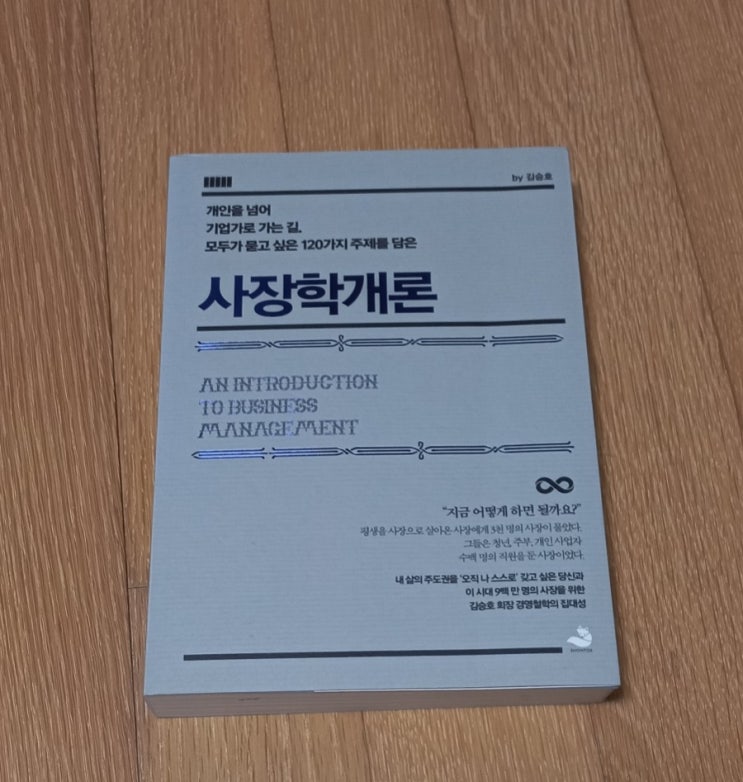 by 김승호
개인을 넘어
기업가로 가는 길.
모두가 묻고 싶은 120가지 주제를 담은
사장학개론
AN INTRODUCTION
TO BUSINESS
MANAGEMENT
“지금 어떻게 하면 될까요?”
평생을 사장으로 살아온 사장에게 3천 명의 사장이 물었다.
그들은 청년, 주부, 개인 사업자
수백 명의 직원을 둔 사장이었다.
내 삶의 주도권을 ‘오직 나 스스로’ 갖고 싶은 당신과
이 시대 9백 만 명의 사장을 위한
김승호 회장 경영철학의 집대성